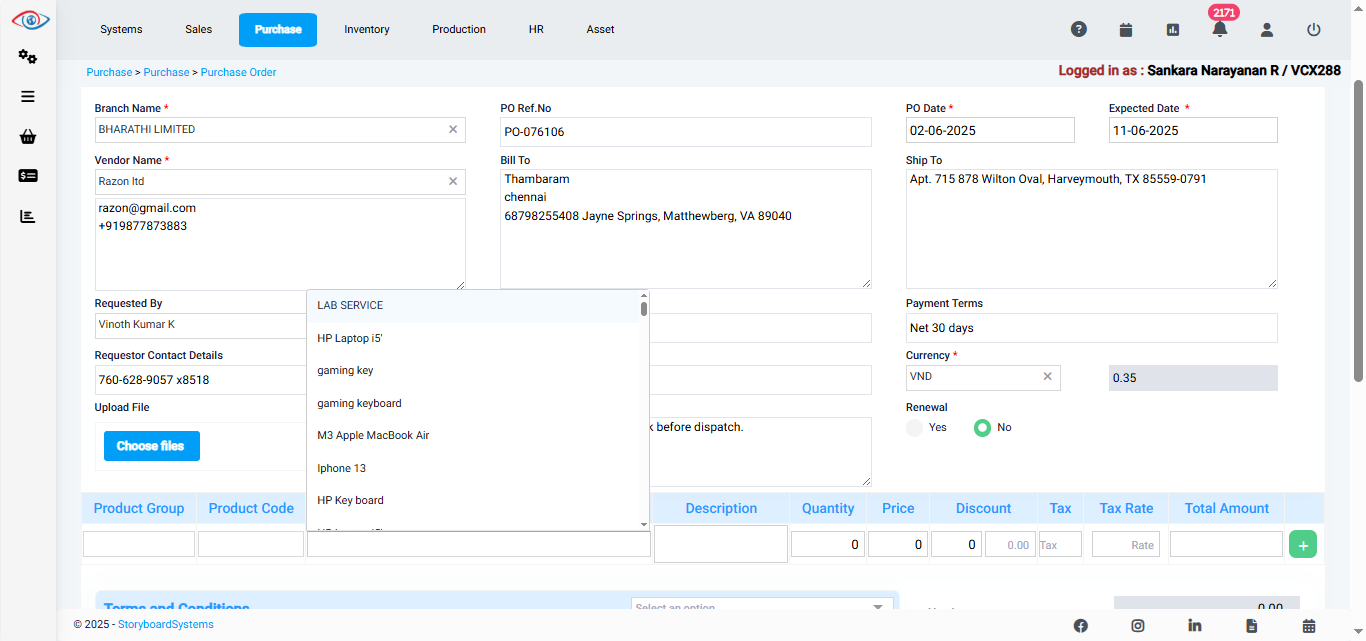 2171
Systems Sales Purchase Inventory Production HR Asset
Purchase > Purchase > Purchase Order
Logged in as : Sankara Narayanan R / VCX288
Branch Name * PO Ref.No PO Date * Expected Date *
BHARATHI LIMITED PO-076106 02-06-2025 11-06-2025
Vendor Name * Bill To Ship To
Razon ltd
razon@gmail.com
+919877873883
Thambaram
chennai
68798255408 Jayne Springs, Matthewberg, VA 89040
Apt. 715 878 Wilton Oval, Harveymouth, TX 85559-0791
Requested By
Vinoth Kumar K
Requestor Contact Details
760-628-9057 x8518
Upload File
Choose files
LAB SERVICE
HP Laptop i5'
gaming key
gaming keyboard
M3 Apple MacBook Air
Iphone 13
HP Key board
before dispatch.
Payment Terms
Net 30 days
Currency *
VND 0.35
Renewal
Yes No
Product Group Product Code Description Quantity Price Discount Tax Tax Rate Total Amount
0 0 0 0.00 Tax Rate
Terms and Conditions Select an option 0.00
© 2025 - StoryboardSystems